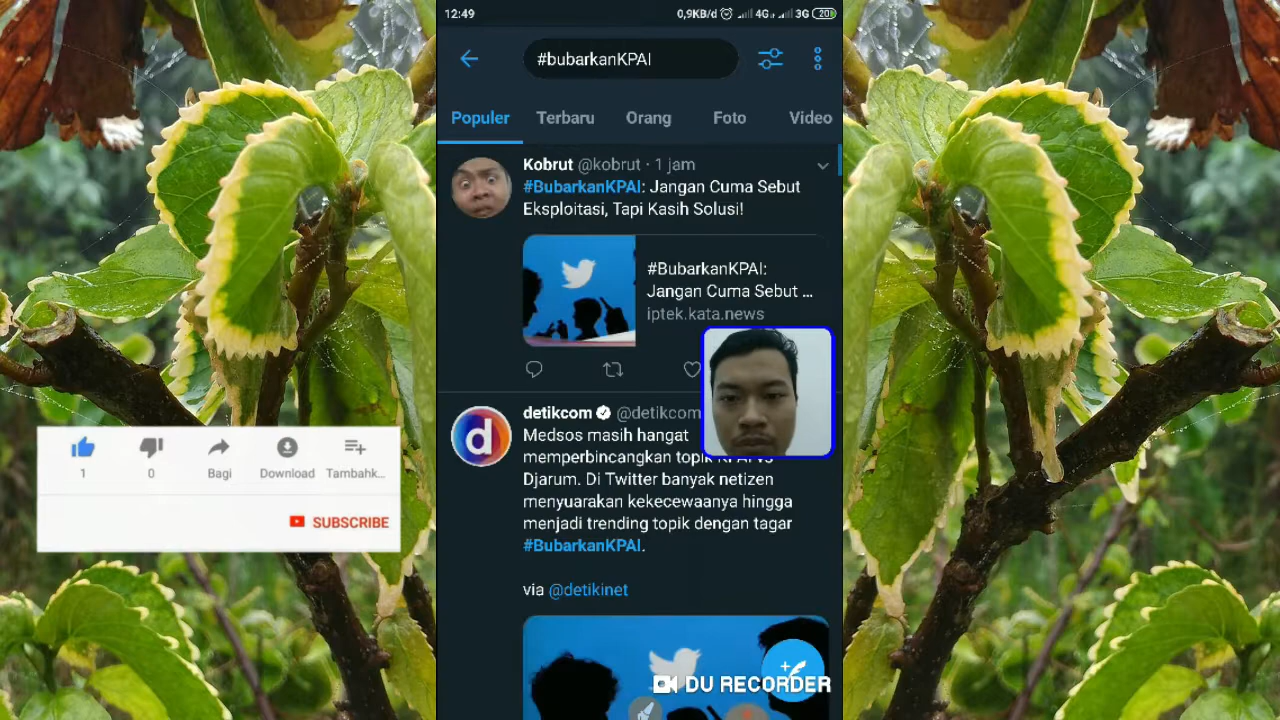 12:49
0,9KB/d 4G 3G 20
#bubarkanKPAI
Populer Terbaru Orang Foto Video
Kobrut @kobrut · 1 jam
#BubarkanKPAI: Jangan Cuma Sebut
Eksploitasi, Tapi Kasih Solusi!
#BubarkanKPAI:
Jangan Cuma Sebut ...
iptek.kata.news
detikcom @detikcom
Medsos masih hangat
memperbincangkan topik KPAI vs
Djarum. Di Twitter banyak netizen
menyuarakan kekecewaanya hingga
menjadi trending topik dengan tagar
#BubarkanKPAI.
via @detikinet
DU RECORDER
1 0 Bagi Download Tambahk...
SUBSCRIBE